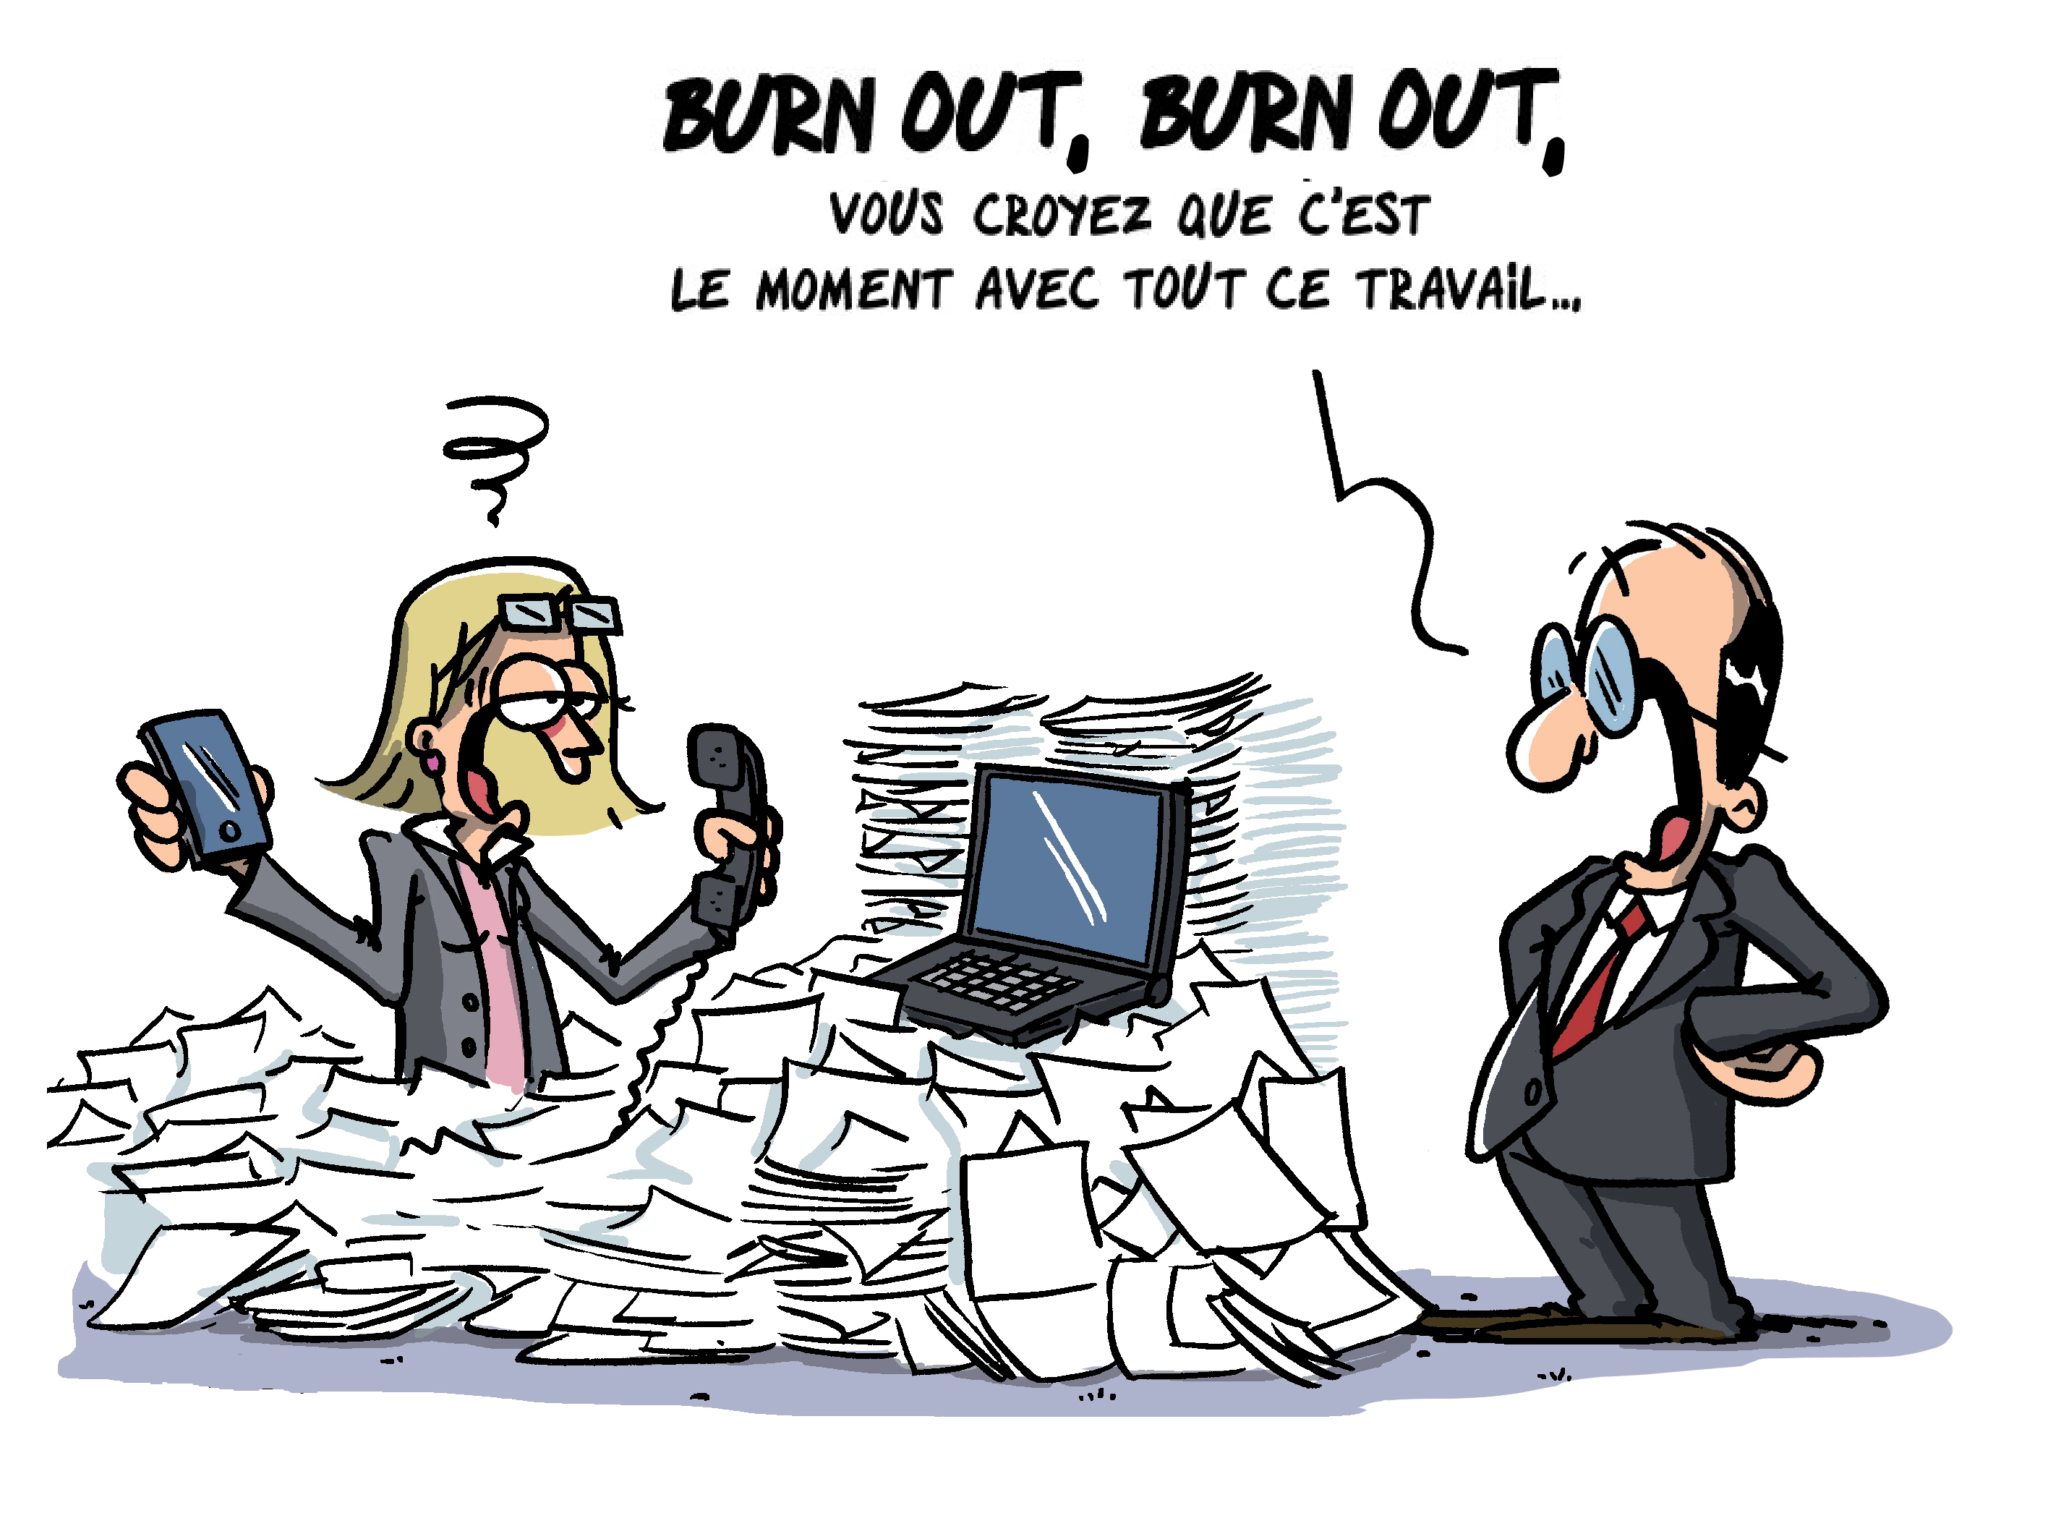 BURN OUT, BURN OUT,
VOUS CROYEZ QUE C'EST
LE MOMENT AVEC TOUT CE TRAVAIL...